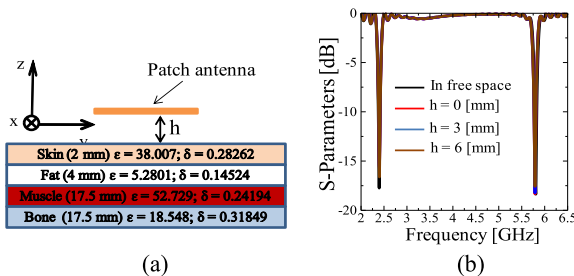 z
x
y
Patch antenna
h
Skin (2 mm) ε = 38.007; δ = 0.28262
Fat (4 mm) ε = 5.2801; δ = 0.14524
Muscle (17.5 mm) ε = 52.729; δ = 0.24194
Bone (17.5 mm) ε = 18.548; δ = 0.31849
(a)
S-Parameters [dB]
0
-5
-10
-15
-20
In free space
h = 0 [mm]
h = 3 [mm]
h = 6 [mm]
2 2.5 3 3.5 4 4.5 5 5.5 6 6.5
Frequency [GHz]
(b)